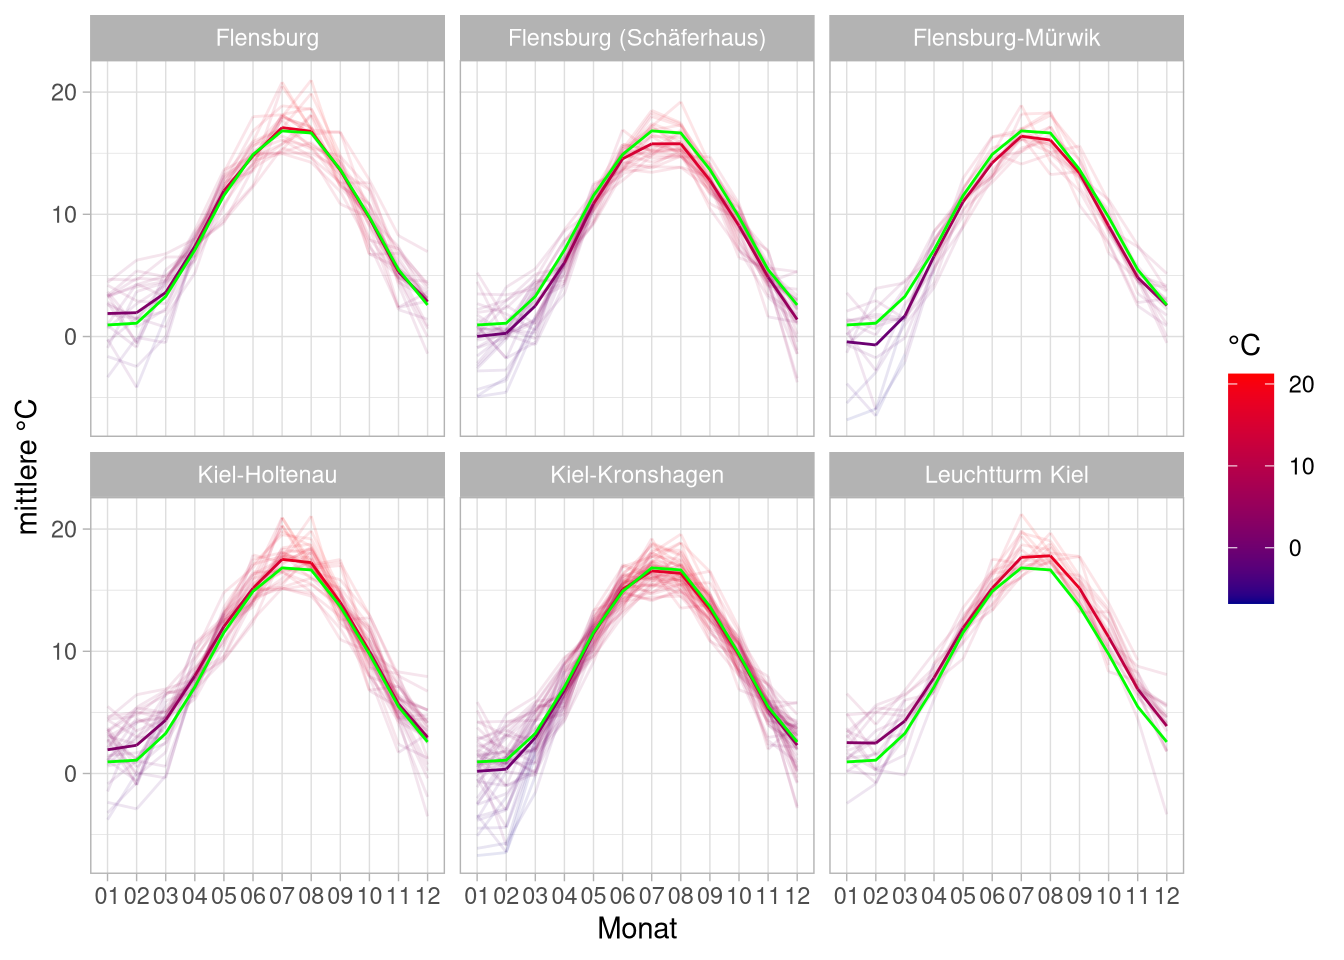 Flensburg
Flensburg (Schäferhaus)
Flensburg-Mürwik
20
10
0
Kiel-Holtenau
Kiel-Kronshagen
Leuchtturm Kiel
20
10
0
mittlere °C
01 02 03 04 05 06 07 08 09 10 11 12
01 02 03 04 05 06 07 08 09 10 11 12
01 02 03 04 05 06 07 08 09 10 11 12
Monat
°C
20
10
0